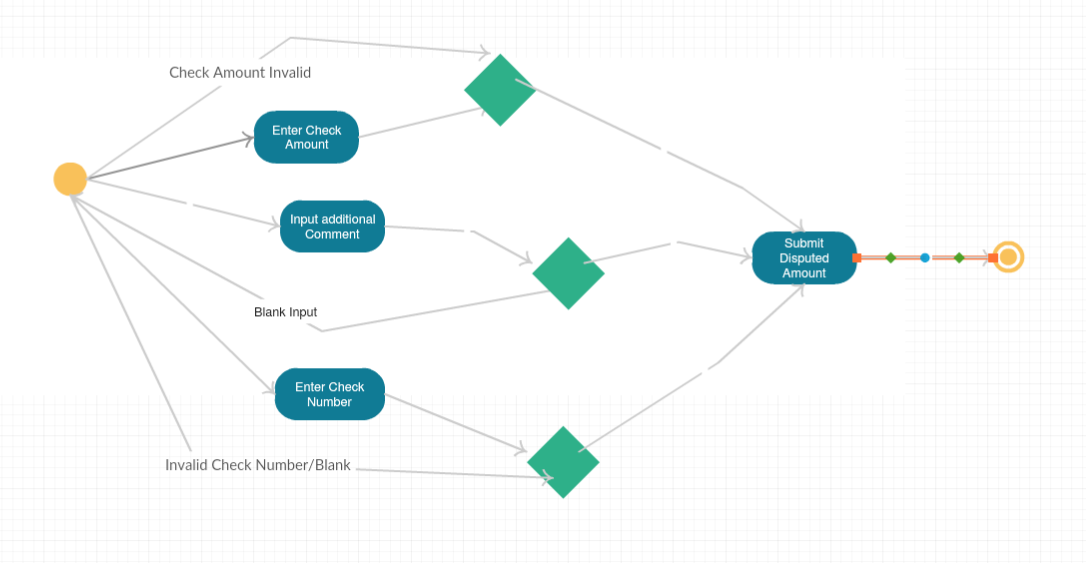 Check Amount Invalid
Enter Check
Amount
Input additional
Comment
Submit
Disputed
Amount
Blank Input
Enter Check
Number
Invalid Check Number/Blank